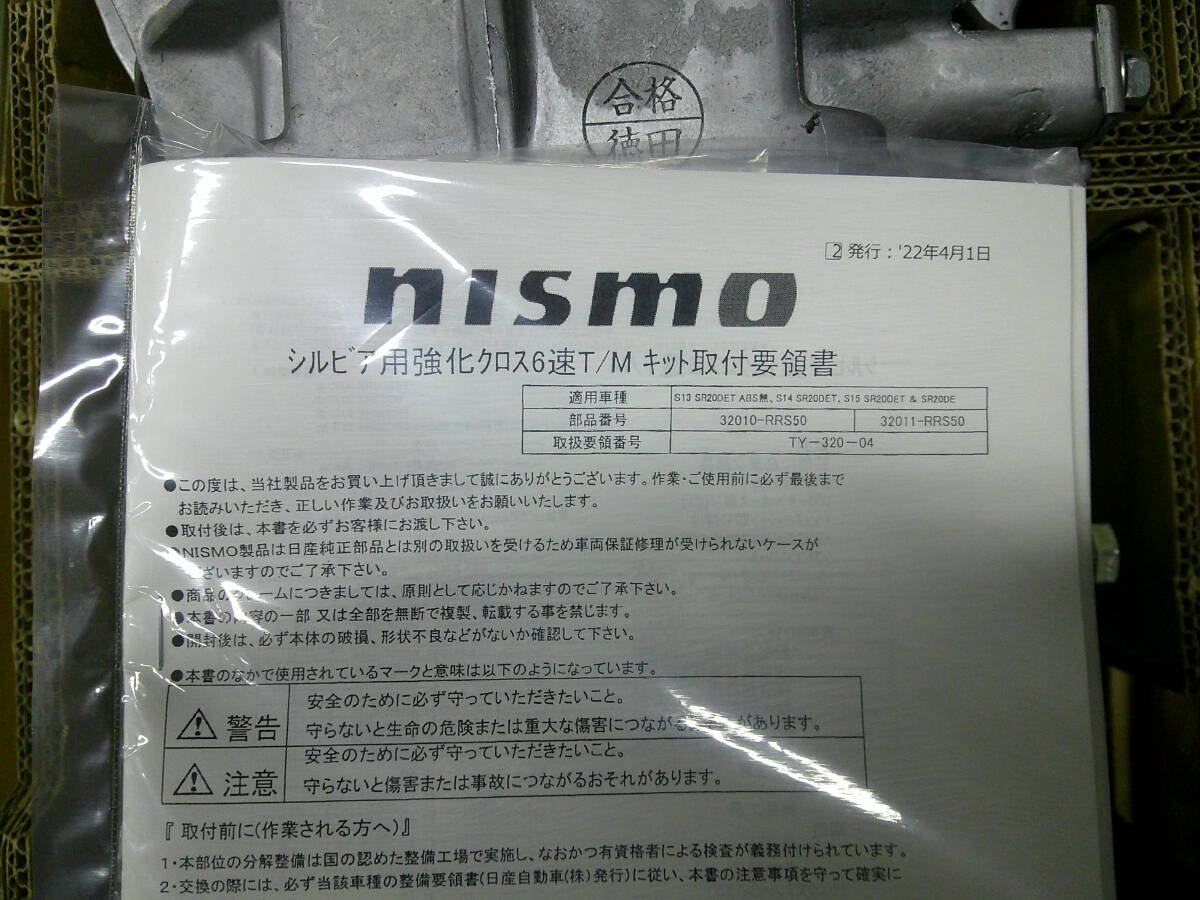 合格
徳田
2 発行：'22年4月1日
nismo
シルビア用強化クロス6速T/M キット取付要領書
適用車種 S13 SR20DET ABS無、S14 SR20DET、S15 SR20DET & SR20DE
部品番号 32010-RRS50 32011-RRS50
取扱要領番号 TY-320-04
●この度は、当社製品をお買い上げ頂きまして誠にありがとうございます。作業・ご使用前に必ず最後まで
お読みいただき、正しい作業及びお取扱いをお願いいたします。
●取付後は、本書を必ずお客様にお渡し下さい。
●NISMO製品は日産純正部品とは別の取扱いを受けるため車両保証修理が受けられないケースが
ございますのでご了承下さい。
●商品のクレームにつきましては、原則として応じかねますのでご了承下さい。
●本書の内容の一部 又は全部を無断で複製、転載する事を禁じます。
●開封後は、必ず本体の破損、形状不良などがないか確認して下さい。
●本書のなかで使用されているマークと意味は以下のようになっています。
警告 安全のために必ず守っていただきたいこと。
守らないと生命の危険または重大な傷害につながるおそれがあります。
注意 安全のために必ず守っていただきたいこと。
守らないと傷害または事故につながるおそれがあります。
『 取付前に(作業される方へ)』
1・本部位の分解整備は国の認めた整備工場で実施し、なおかつ有資格者による検査が義務付けられています。
2・交換の際には、必ず当該車種の整備要領書(日産自動車(株)発行)に従い、本書の注意事項を守って確実に